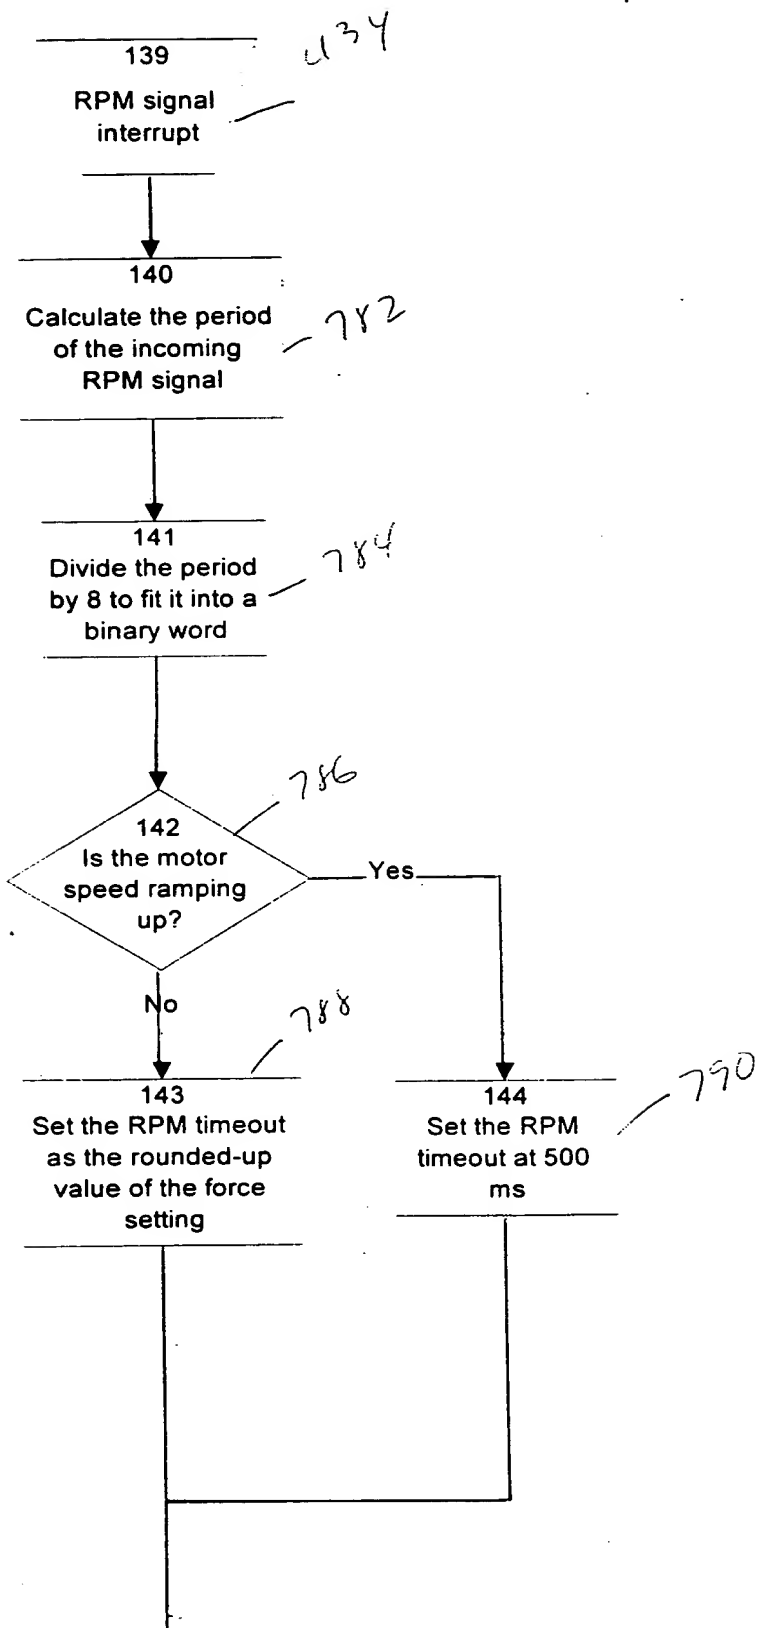 139
434
RPM signal
interrupt
140
Calculate the period
782
of the incoming
RPM signal
141
784
Divide the period
by 8 to fit it into a
binary word
786
142
Is the motor
Yes
speed ramping
up?
No
788
143
144
790
Set the RPM timeout
as the rounded-up
value of the force
setting
Set the RPM
timeout at 500
ms